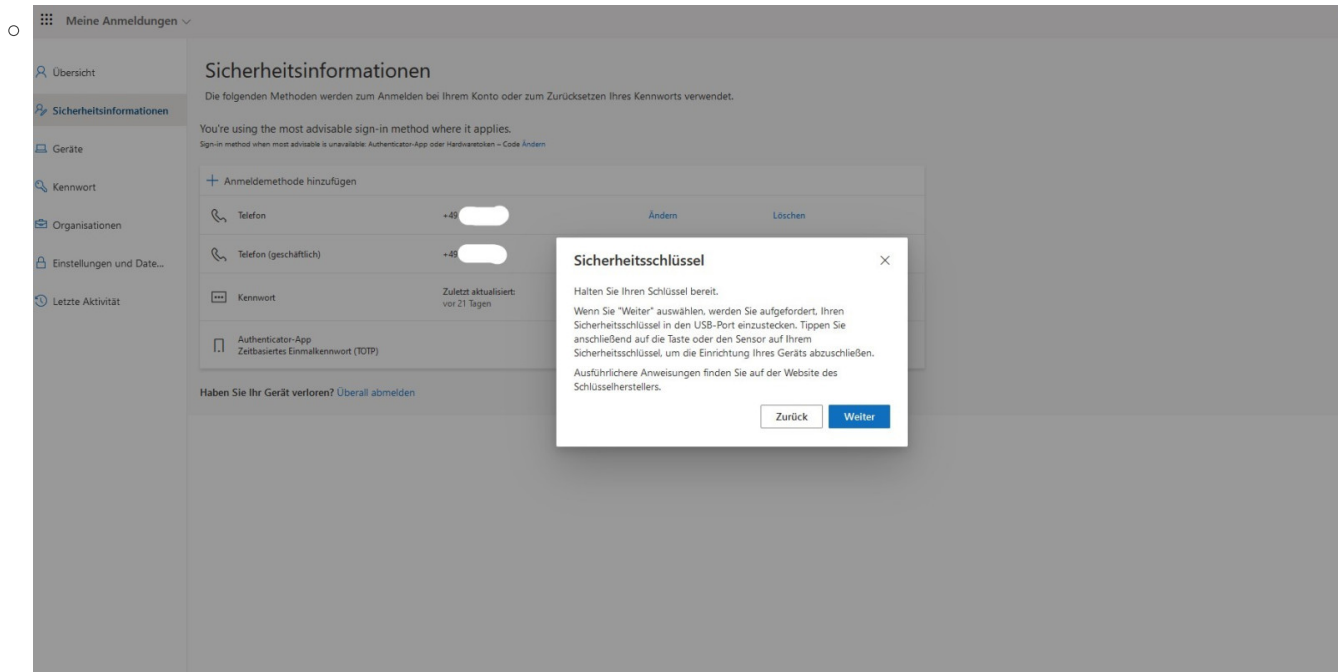 Meine Anmeldungen
Übersicht
Sicherheitsinformationen
Geräte
Kennwort
Organisationen
Einstellungen und Date...
Letzte Aktivität
Sicherheitsinformationen
Die folgenden Methoden werden zum Anmelden bei Ihrem Konto oder zum Zurücksetzen Ihres Kennworts verwendet.
You're using the most advisable sign-in method where it applies.
Sign-in method when most advisable is unavailable: Authenticator-App oder Hardwaretoken – Code Ändern
+ Anmeldemethode hinzufügen
Telefon +49 Ändern Löschen
Telefon (geschäftlich) +49
Kennwort
Zuletzt aktualisiert:
vor 21 Tagen
Authenticator-App
Zeitbasiertes Einmalkennwort (TOTP)
Haben Sie Ihr Gerät verloren? Überall abmelden
Sicherheitsschlüssel
Halten Sie Ihren Schlüssel bereit.
Wenn Sie "Weiter" auswählen, werden Sie aufgefordert, Ihren
Sicherheitsschlüssel in den USB-Port einzustecken. Tippen Sie
anschließend auf die Taste oder den Sensor auf Ihrem
Sicherheitsschlüssel, um die Einrichtung Ihres Geräts abzuschließen.
Ausführlichere Anweisungen finden Sie auf der Website des
Schlüsselherstellers.
Zurück Weiter